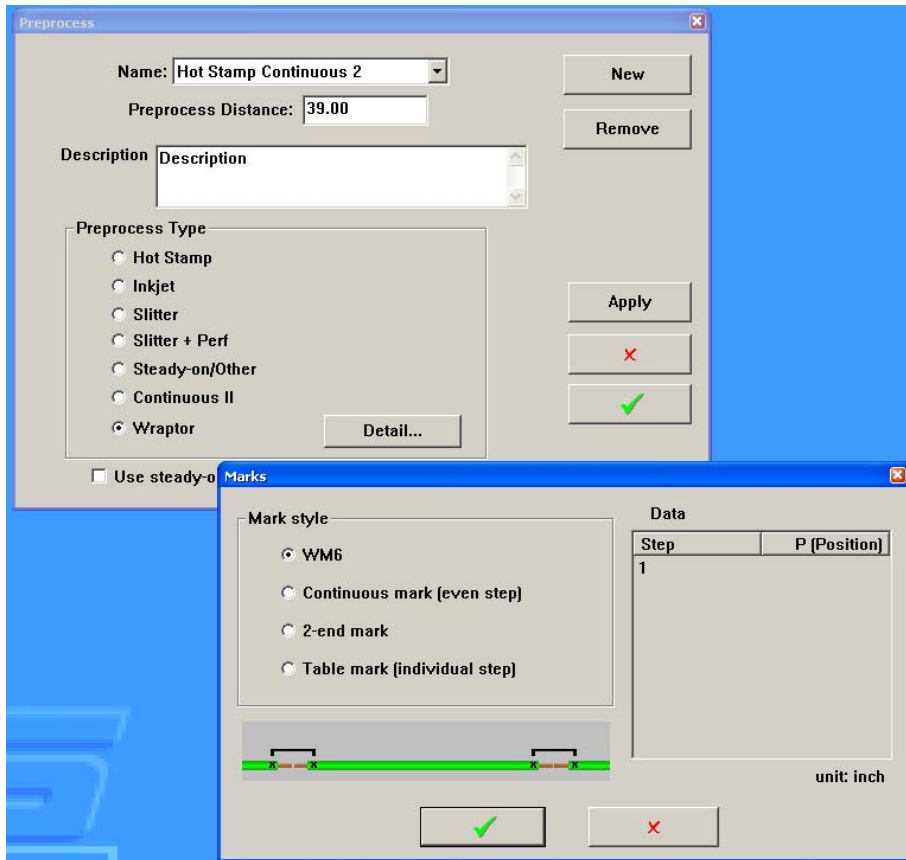 Preprocess
Name: Hot Stamp Continuous 2
New
Preprocess Distance: 39.00
Remove
Description Description
Preprocess Type
Hot Stamp
Inkjet
Slitter
Apply
Slitter + Perf
Steady-on/Other
Continuous II
Wraptor Detail...
Use steady-o
Marks
Mark style
Data
Step P (Position)
WM6
1
Continuous mark (even step)
2-end mark
Table mark (individual step)
unit: inch